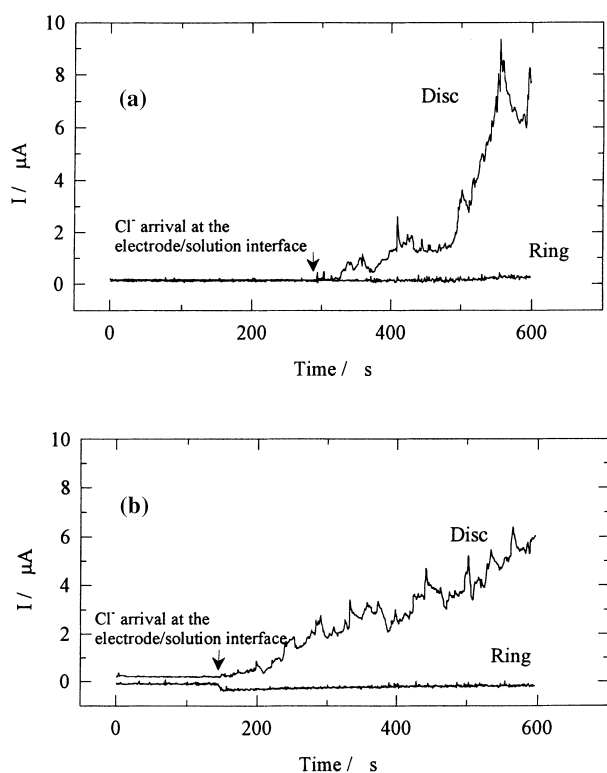 10
(a)
8
Disc
6
I / μA
4
Cl⁻ arrival at the
electrode/solution interface
2
Ring
0
0 200 400 600
Time / s
10
(b)
8
6
Disc
I / μA
4
Cl⁻ arrival at the
electrode/solution interface
2
Ring
0
0 200 400 600
Time / s